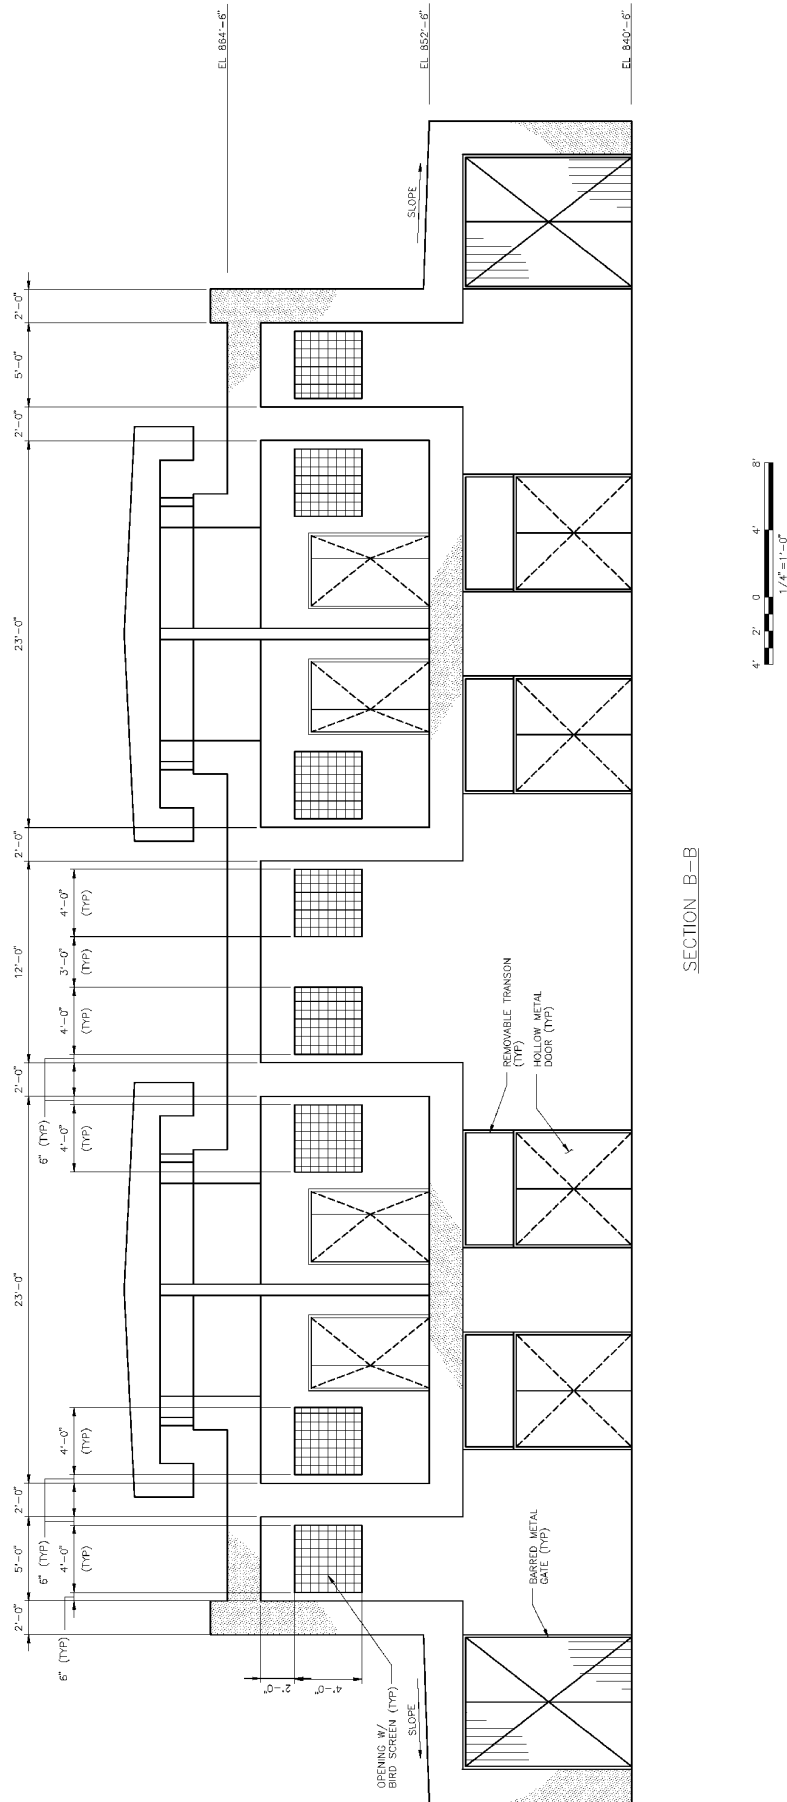 2'-0"
5'-0"
2'-0"
23'-0"
2'-0"
12'-0"
2'-0"
23'-0"
2'-0"
5'-0"
2'-0"
6" (TYP)
4'-0"
(TYP)
6" (TYP)
4'-0"
(TYP)
4'-0"
(TYP)
6" (TYP)
4'-0"
(TYP)
3'-0"
(TYP)
4'-0"
(TYP)
EL 864'-6"
2'-0"
4'-0"
OPENING W/
BIRD SCREEN (TYP)
SLOPE
SLOPE
EL 852'-6"
REMOVABLE TRANSON
(TYP)
HOLLOW METAL
DOOR (TYP)
BARRED METAL
GATE (TYP)
EL 840'-6"
SECTION B-B
4'
2'
0
4'
8'
1/4"=1'-0"